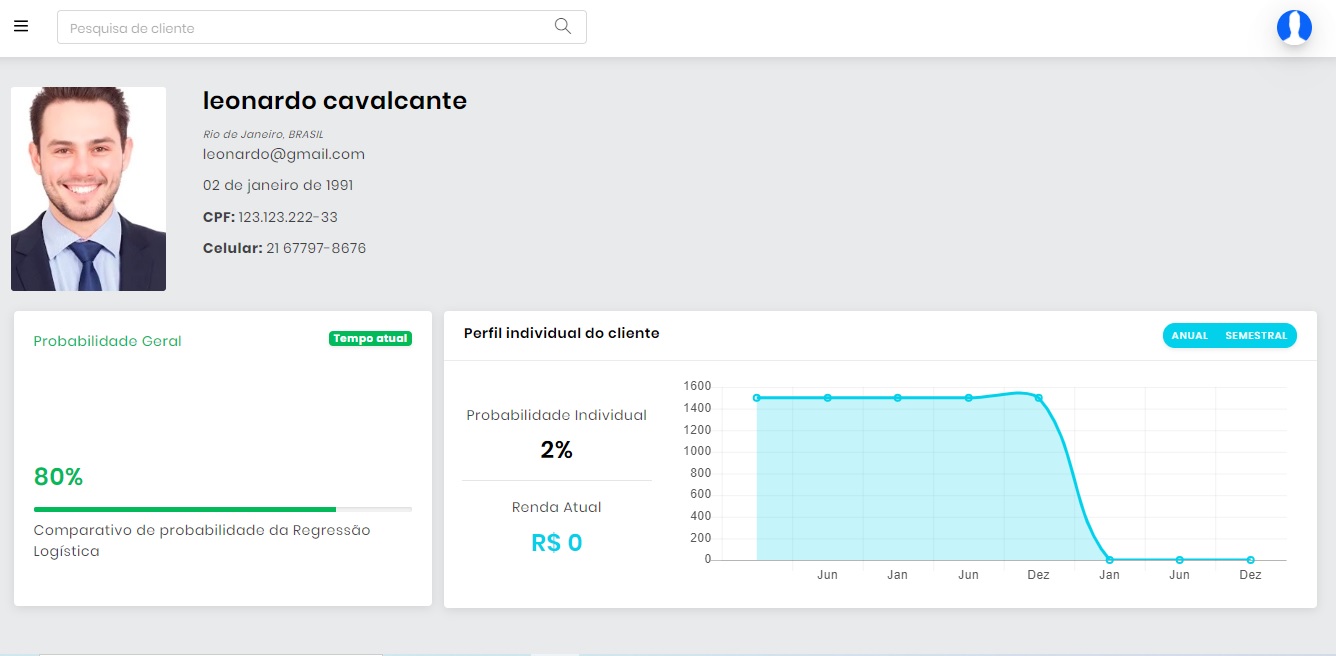 Pesquisa de cliente
leonardo cavalcante
Rio de Janeiro, BRASIL
leonardo@gmail.com
02 de janeiro de 1991
CPF: 123.123.222-33
Celular: 21 67797-8676
Probabilidade Geral
Tempo atual
80%
Comparativo de probabilidade da Regressão
Logística
Perfil individual do cliente
ANUAL SEMESTRAL
Probabilidade Individual
2%
Renda Atual
R$ 0
1600
1400
1200
1000
800
600
400
200
0
Jun Jan Jun Dez Jan Jun Dez